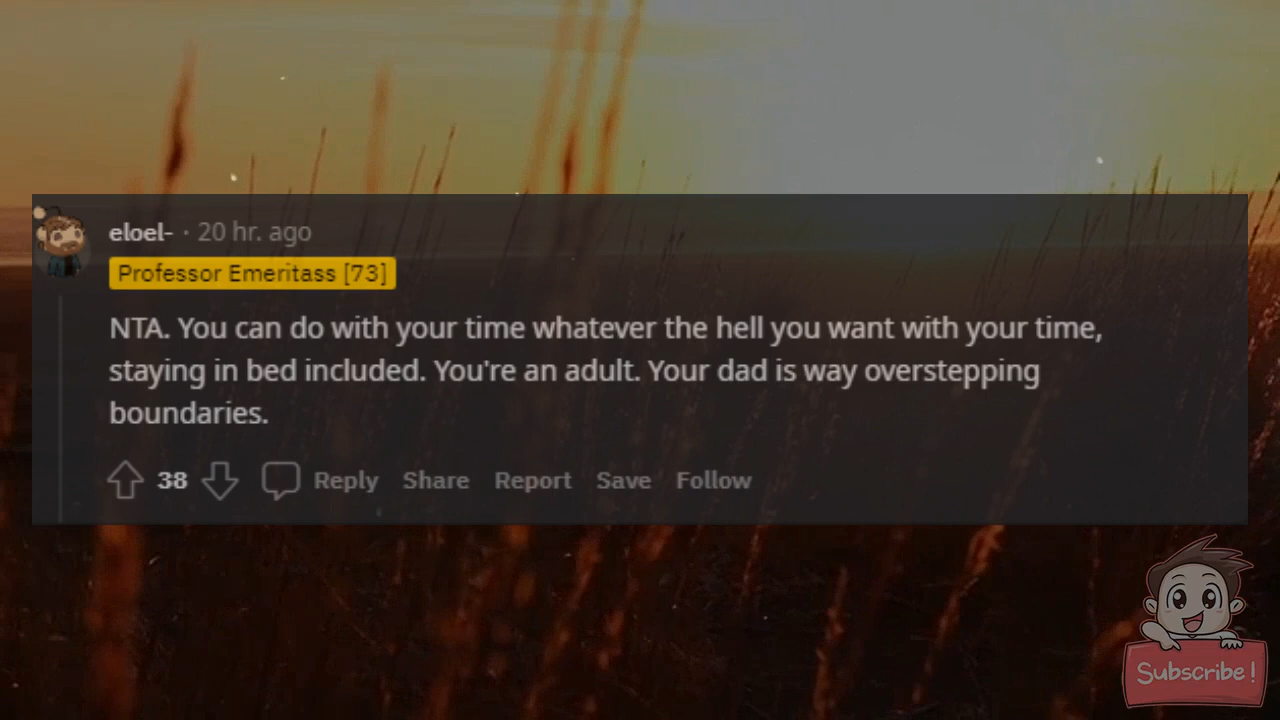 eloel- · 20 hr. ago
Professor Emeritass [73]
NTA. You can do with your time whatever the hell you want with your time,
staying in bed included. You're an adult. Your dad is way overstepping
boundaries.
38 Reply Share Report Save Follow
Subscribe!